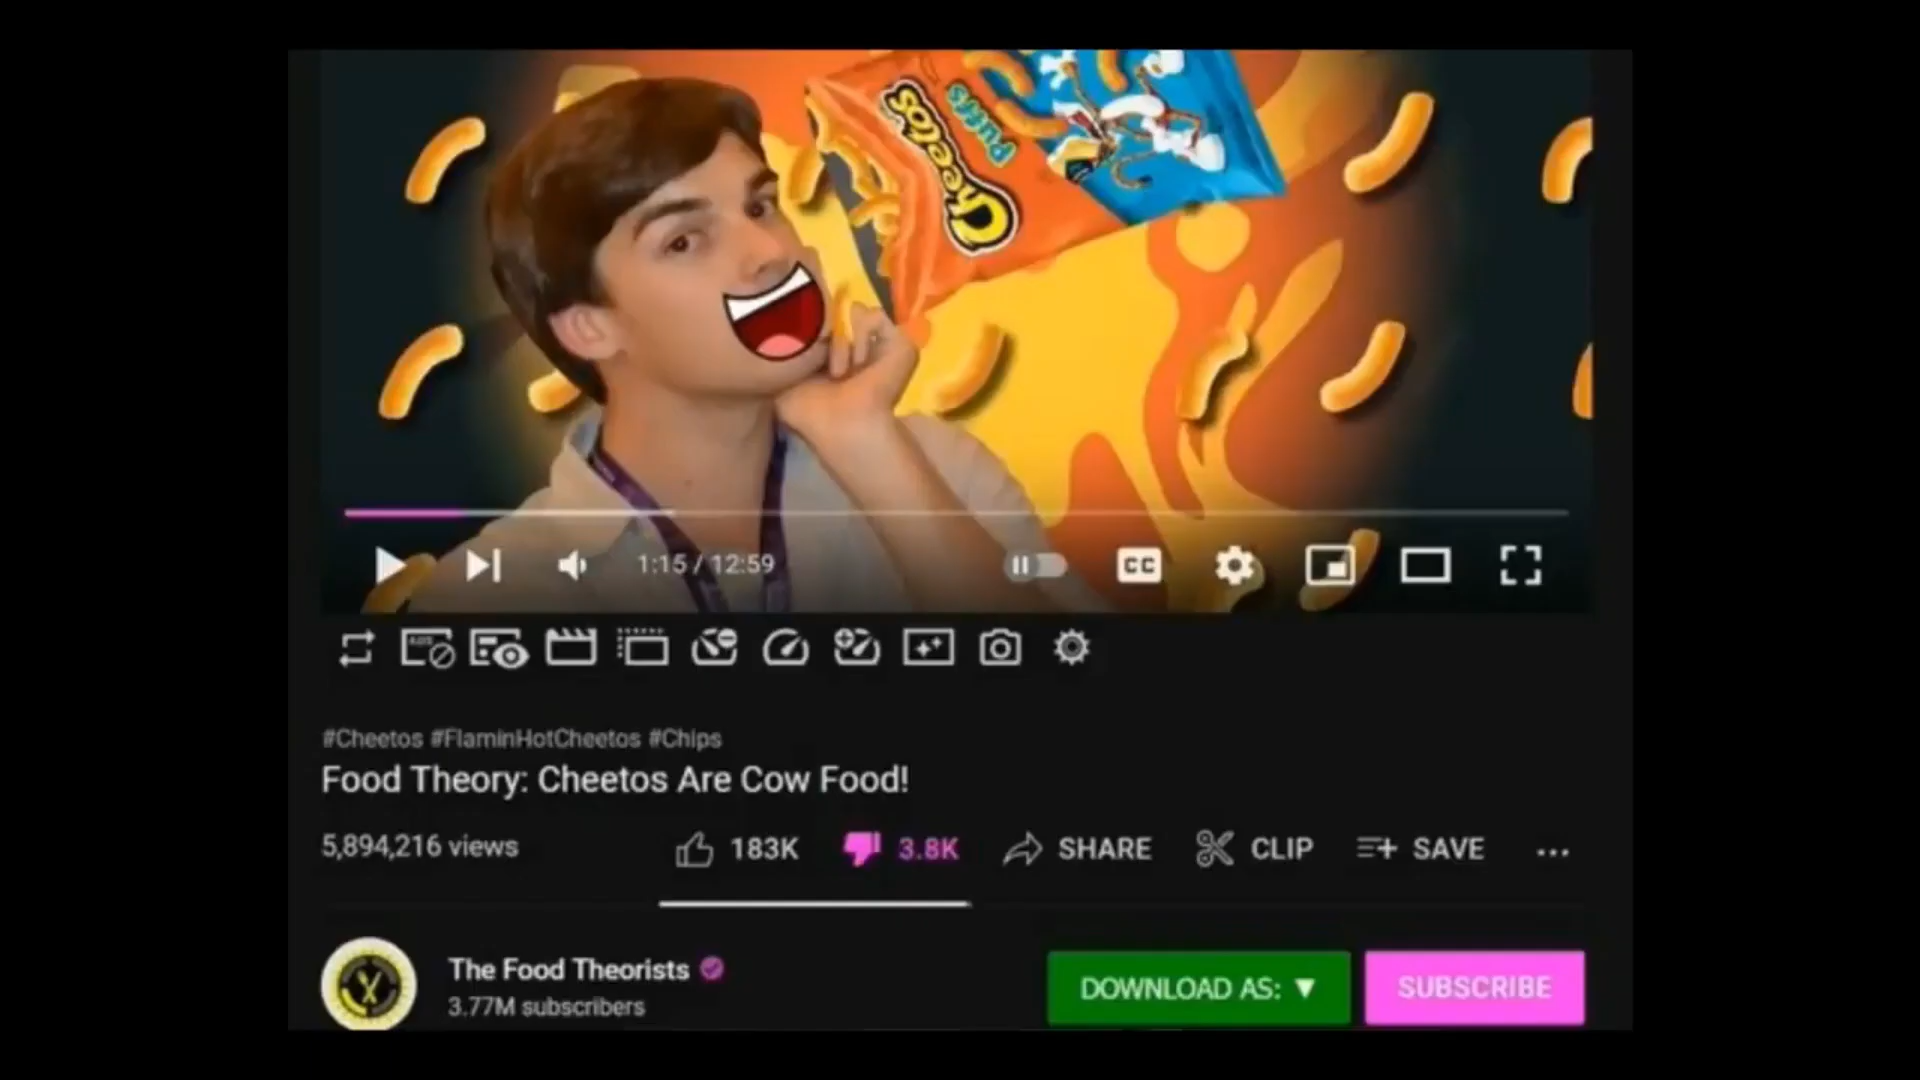 Cheetos
Puffs
1:15 / 12:59
CC
#Cheetos #FlaminHotCheetos #Chips
Food Theory: Cheetos Are Cow Food!
5,894,216 views
183K
3.8K
SHARE
CLIP
SAVE
The Food Theorists
3.77M subscribers
DOWNLOAD AS: ▼
SUBSCRIBE